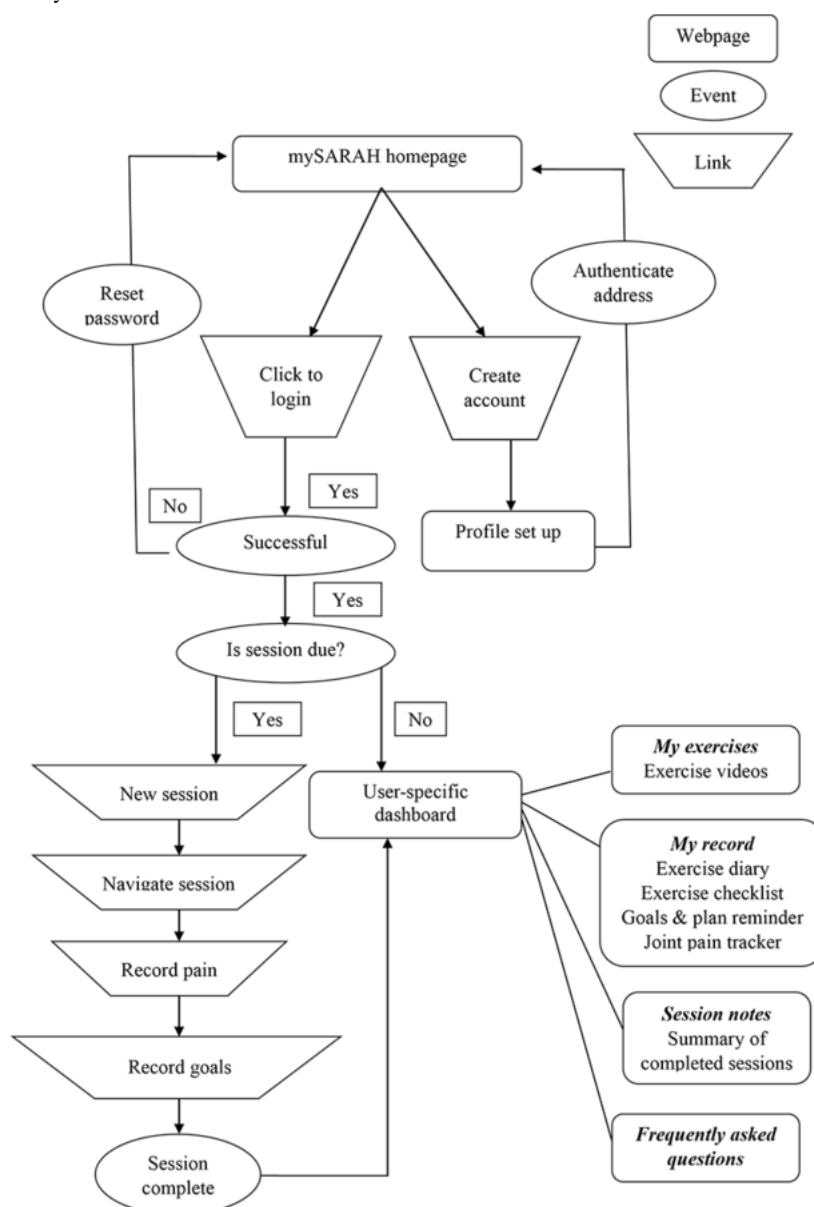 Webpage
Event
Link
mySARAH homepage
Reset
password
Authenticate
address
Click to
login
Create
account
No
Yes
Successful
Profile set up
Yes
Is session due?
Yes
No
New session
User-specific
dashboard
My exercises
Exercise videos
Navigate session
My record
Exercise diary
Exercise checklist
Goals & plan reminder
Joint pain tracker
Record pain
Record goals
Session notes
Summary of
completed sessions
Session
complete
Frequently asked
questions